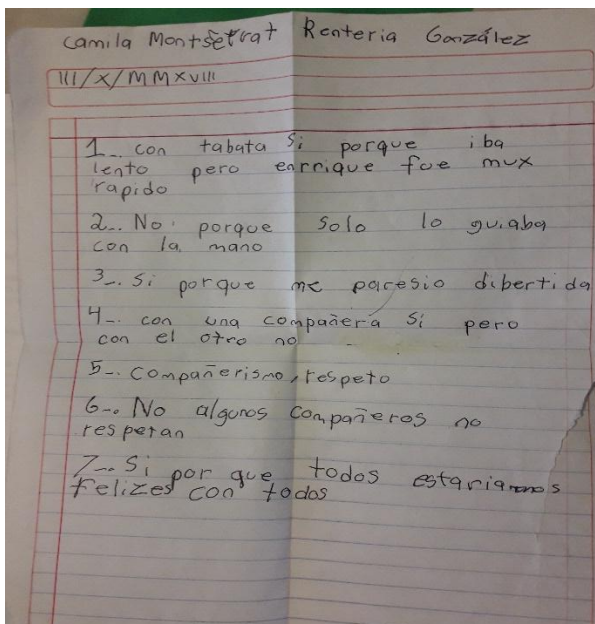 Camila Montserrat Renteria González
III/X/MMXVIII
1-. con tabata si porque iba
lento pero enrrique fue mux
rapido
2-. No porque solo lo guiaba
con la mano
3-. Si porque me paresio dibertida
4-. con una compañera si pero
con el otro no
5-. compañerismo, respeto
6-. No algunos compañeros no
respetan
7-. Si por que todos estariamos
felizes con todos